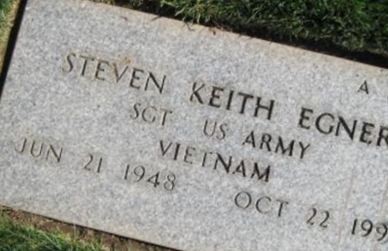 A
STEVEN KEITH EGNER
SGT US ARMY
VIETNAM
JUN 21 1948 OCT 22 199